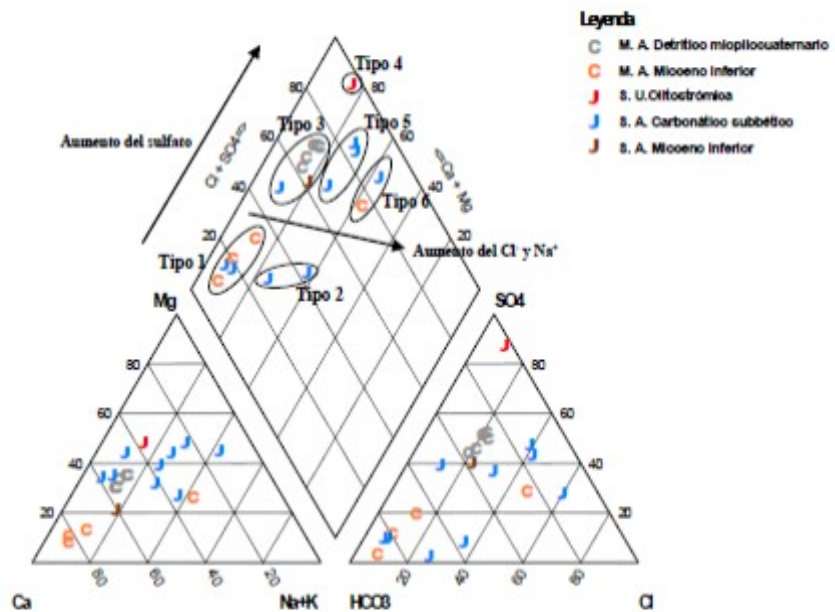 Leyenda
C M. A. Detrítico mioplioouaternario
C M. A. Mioceno Inferior
J S. U.Olitostrómioa
J S. A. Carbonático subbético
J S. A. Mioceno Inferior
Tipo 4
80 80
Tipo 3 Tipo 5
Aumento del sulfato
60 60
Cl + SO4=>
<=Ca + Mg
40 40
Tipo 6
20 20
Aumento del Cl⁻ y Na⁺
Tipo 1
Tipo 2
Mg SO4
80 80
60 60
40 40
20 20
80 60 40 20 20 40 60 80
Ca Na+K HCO3 Cl